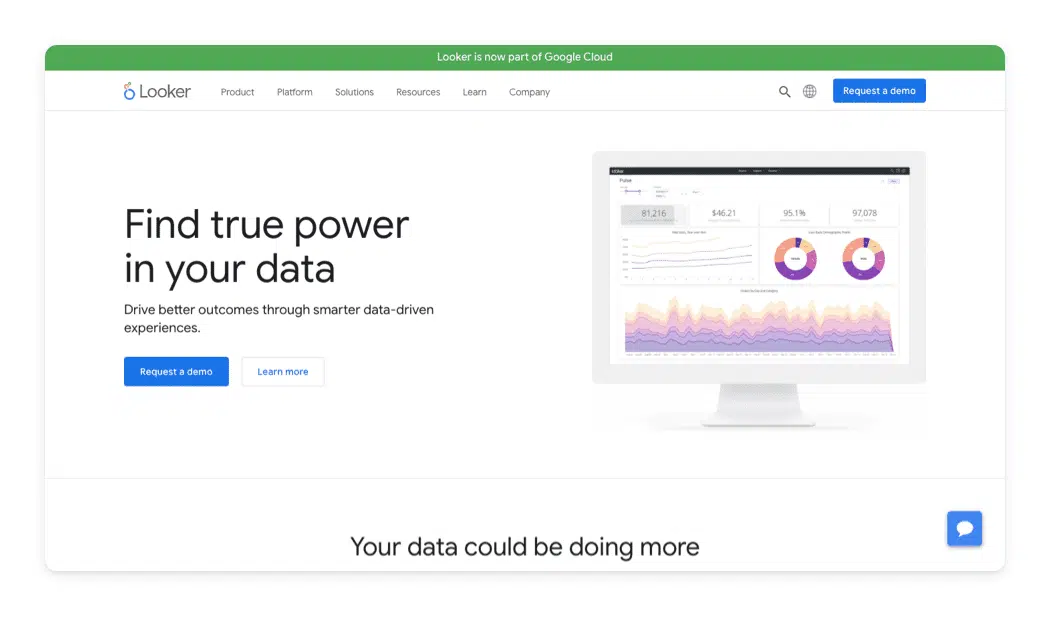 Looker is now part of Google Cloud
Looker
Product Platform Solutions Resources Learn Company
Request a demo
Find true power
in your data
Drive better outcomes through smarter data-driven
experiences.
Request a demo
Learn more
Pulse
81,216
$46.21
95.1%
97,078
Your data could be doing more